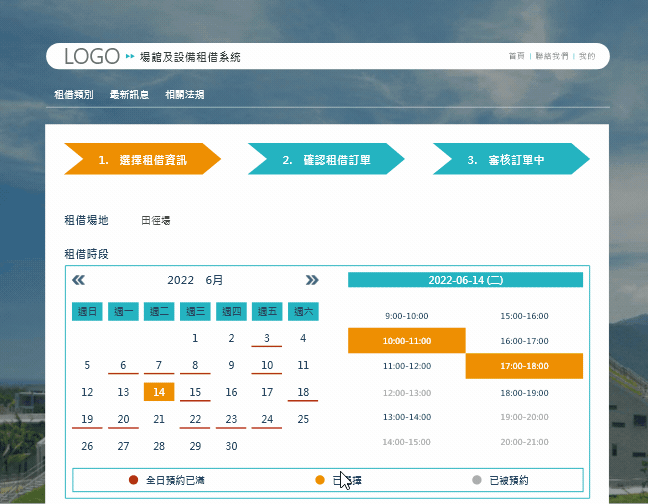 LOGO 場館及設備租借系統 首頁 | 聯絡我們 | 我的
租借類別 最新訊息 相關法規
1. 選擇租借資訊 2. 確認租借訂單 3. 審核訂單中
租借場地 田徑場
租借時段
2022 6月 2022-06-14 (二)
週日 週一 週二 週三 週四 週五 週六
9:00-10:00 15:00-16:00
1 2 3 4
10:00-11:00 16:00-17:00
5 6 7 8 9 10 11
11:00-12:00 17:00-18:00
12 13 14 15 16 17 18
12:00-13:00 18:00-19:00
19 20 21 22 23 24 25
13:00-14:00 19:00-20:00
26 27 28 29 30
14:00-15:00 20:00-21:00
全日預約已滿 已選擇 已被預約